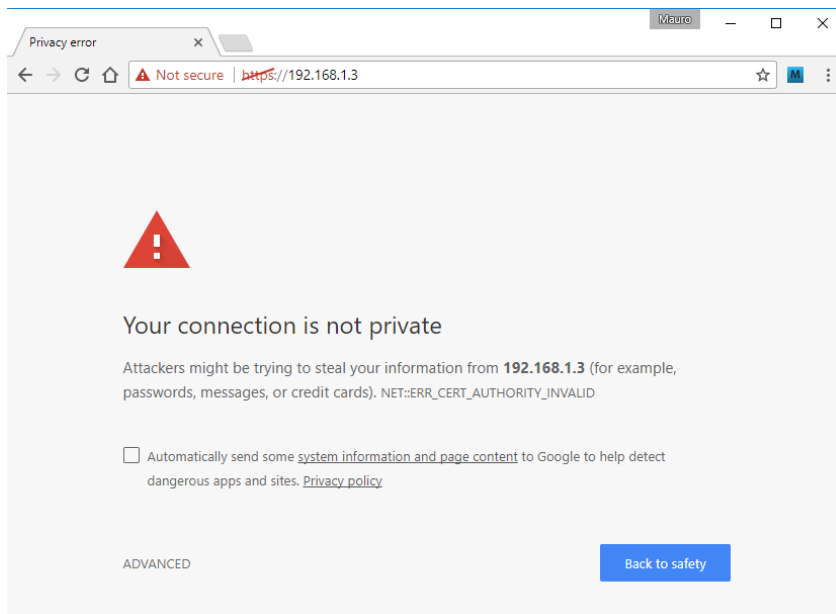 Mauro
Privacy error
Not secure | https://192.168.1.3
M
Your connection is not private
Attackers might be trying to steal your information from 192.168.1.3 (for example,
passwords, messages, or credit cards). NET::ERR_CERT_AUTHORITY_INVALID
Automatically send some system information and page content to Google to help detect
dangerous apps and sites. Privacy policy
ADVANCED
Back to safety